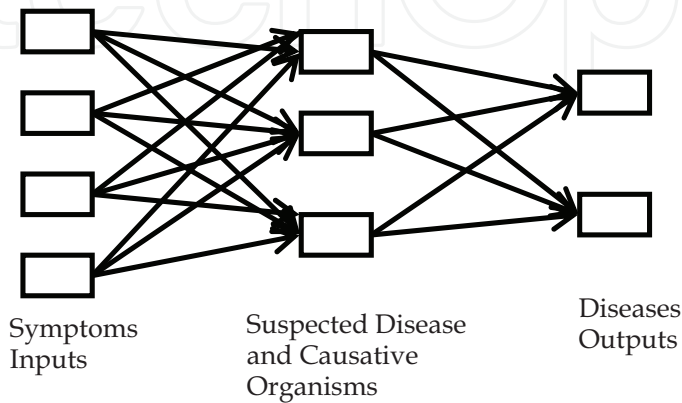 Symptoms
Inputs
Suspected Disease
and Causative
Organisms
Diseases
Outputs